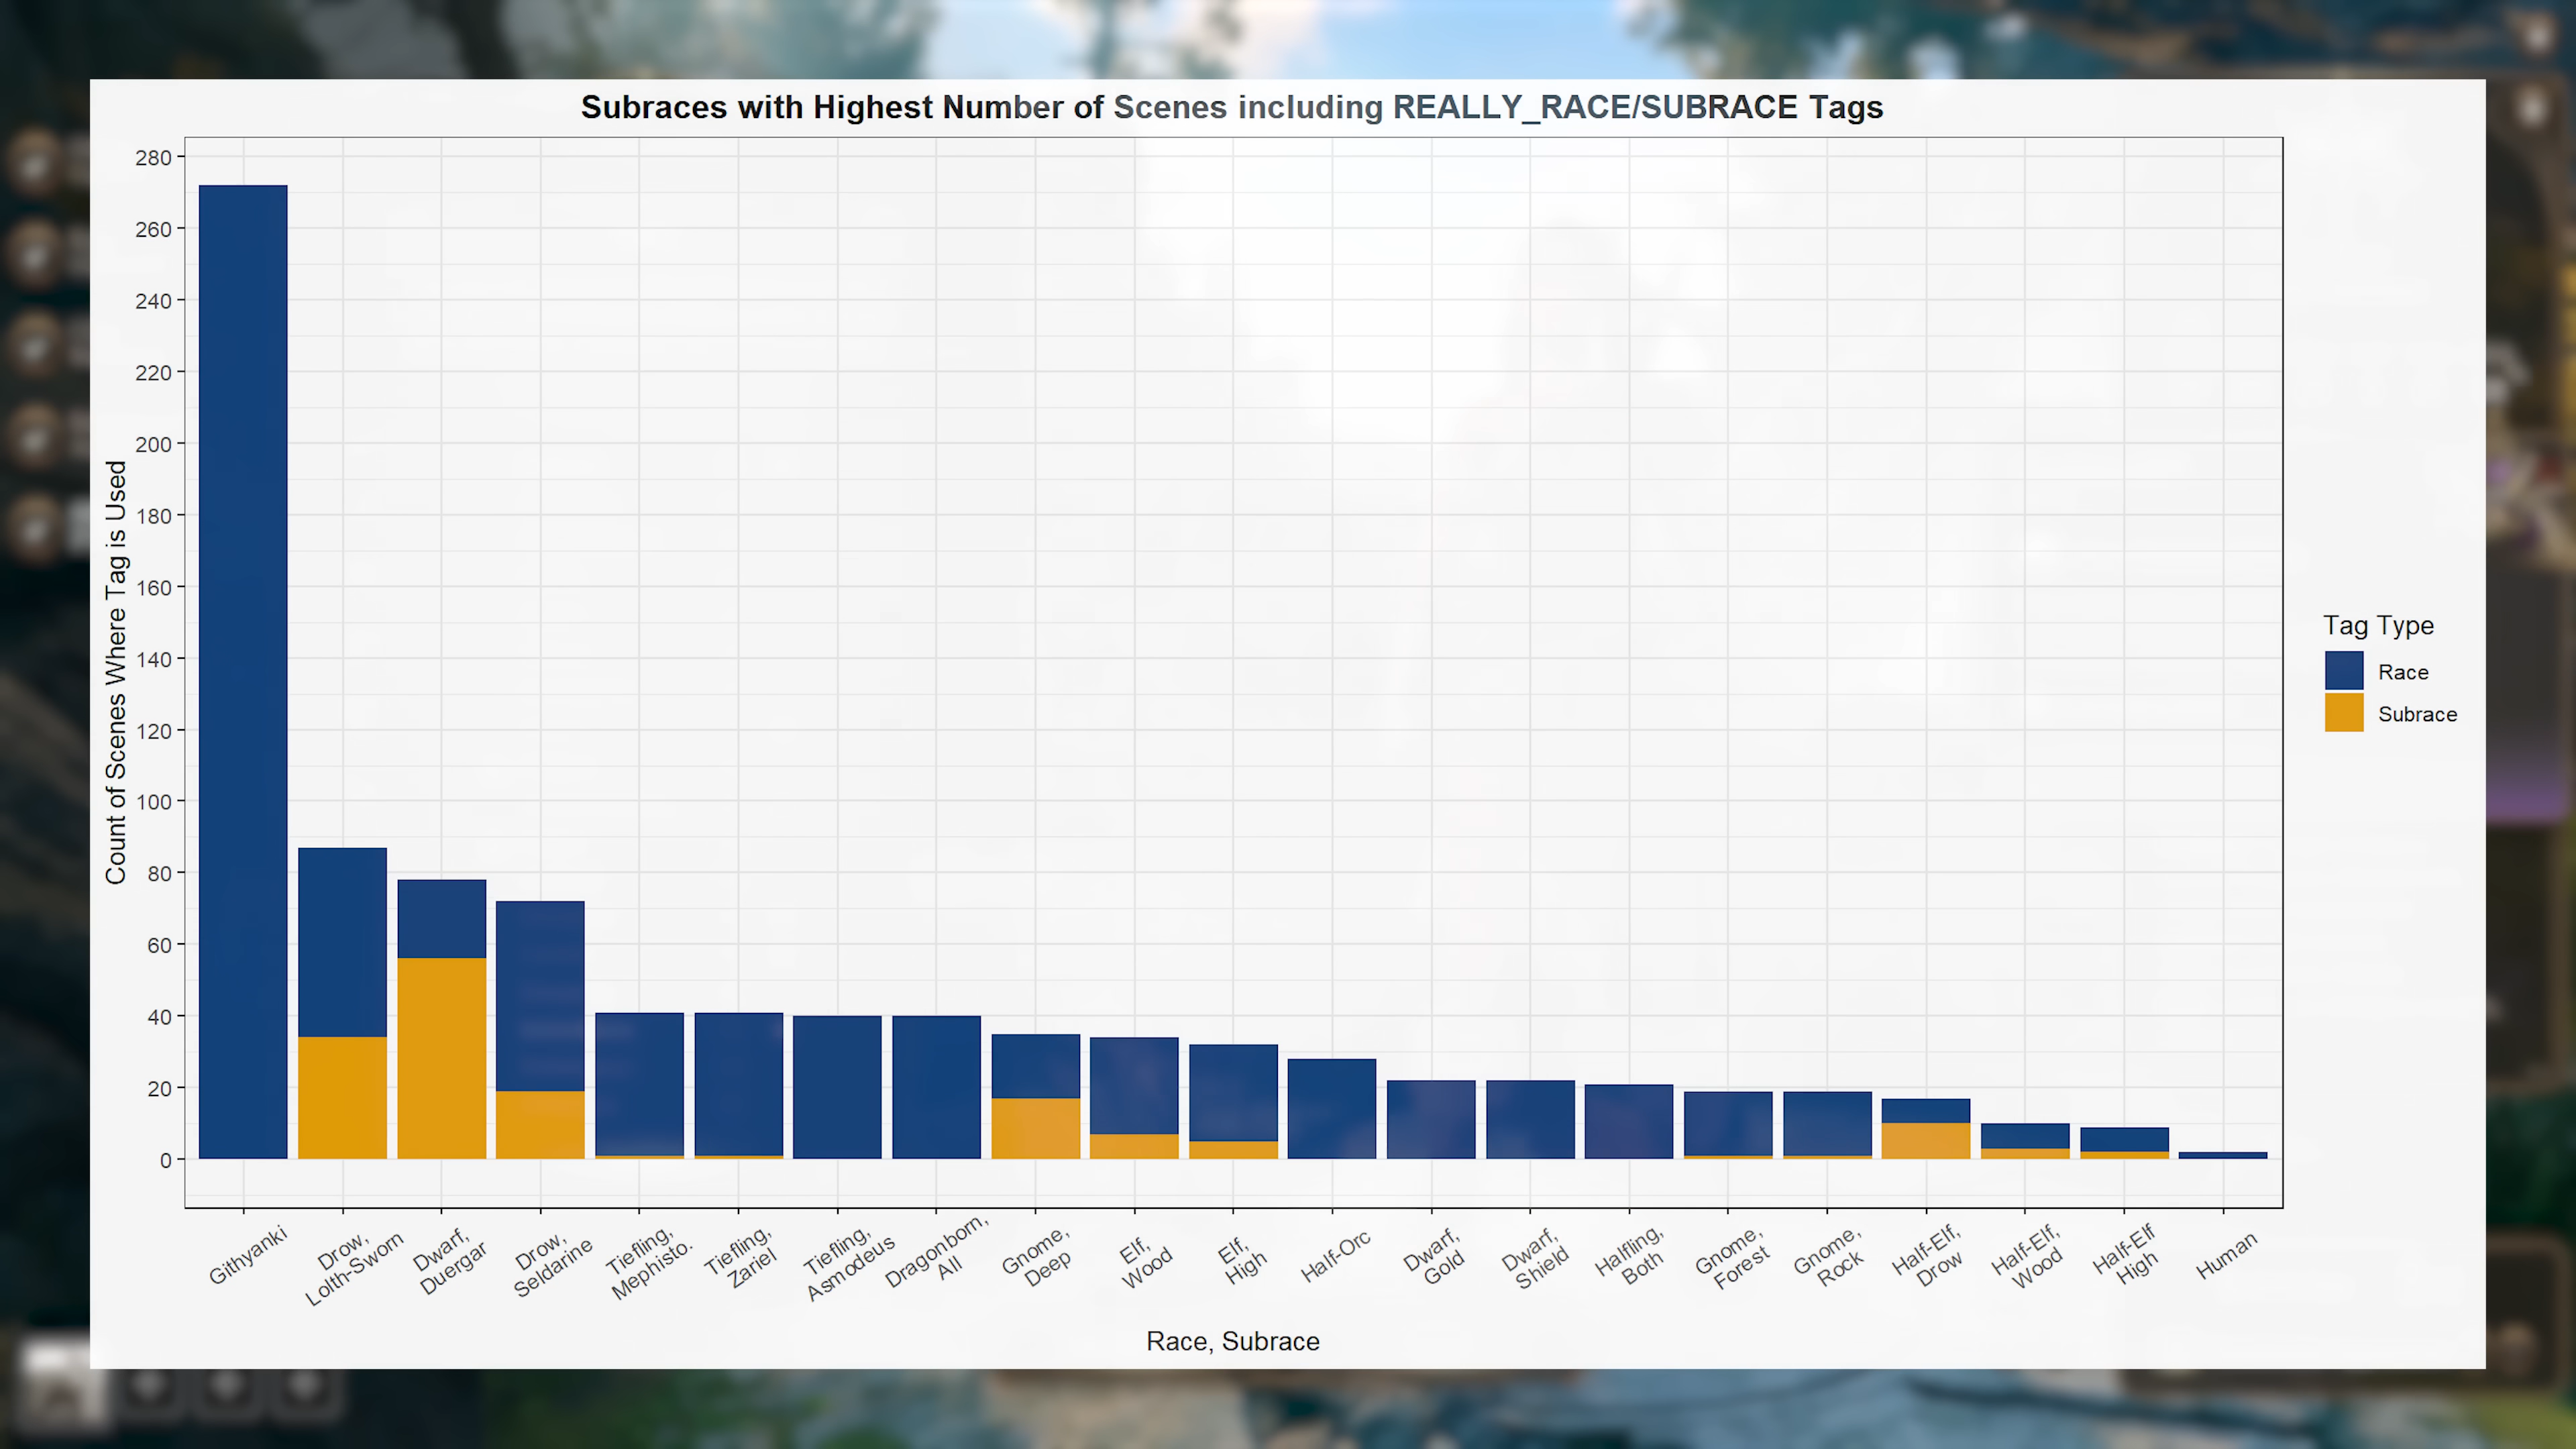 Subraces with Highest Number of Scenes including REALLY_RACE/SUBRACE Tags
Count of Scenes Where Tag is Used
280
260
240
220
200
180
160
140
120
100
80
60
40
20
0
Githyanki
Drow,
Lolth-Sworn
Dwarf,
Duergar
Drow,
Seldarine
Tiefling,
Mephisto.
Tiefling,
Zariel
Tiefling,
Asmodeus
Dragonborn,
All
Gnome,
Deep
Elf,
Wood
Elf,
High
Half-Orc
Dwarf,
Gold
Dwarf,
Shield
Halfling,
Both
Gnome,
Forest
Gnome,
Rock
Half-Elf,
Drow
Half-Elf,
Wood
Half-Elf
High
Human
Race, Subrace
Tag Type
Race
Subrace